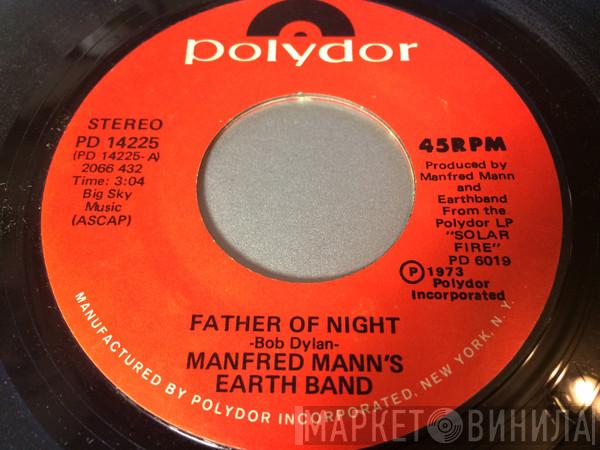 polydor
STEREO
PD 14225
(PD 14225-A)
2066 432
Time: 3:04
Big Sky
Music
(ASCAP)
45RPM
Produced by
Manfred Mann
and
Earthband
From the
Polydor LP
"SOLAR
FIRE"
PD 6019
Ⓟ 1973
Polydor
Incorporated
FATHER OF NIGHT
-Bob Dylan-
MANFRED MANN'S
EARTH BAND
MANUFACTURED BY POLYDOR INCORPORATED, NEW YORK, N.Y.
МАРКЕТ ВИНИЛА